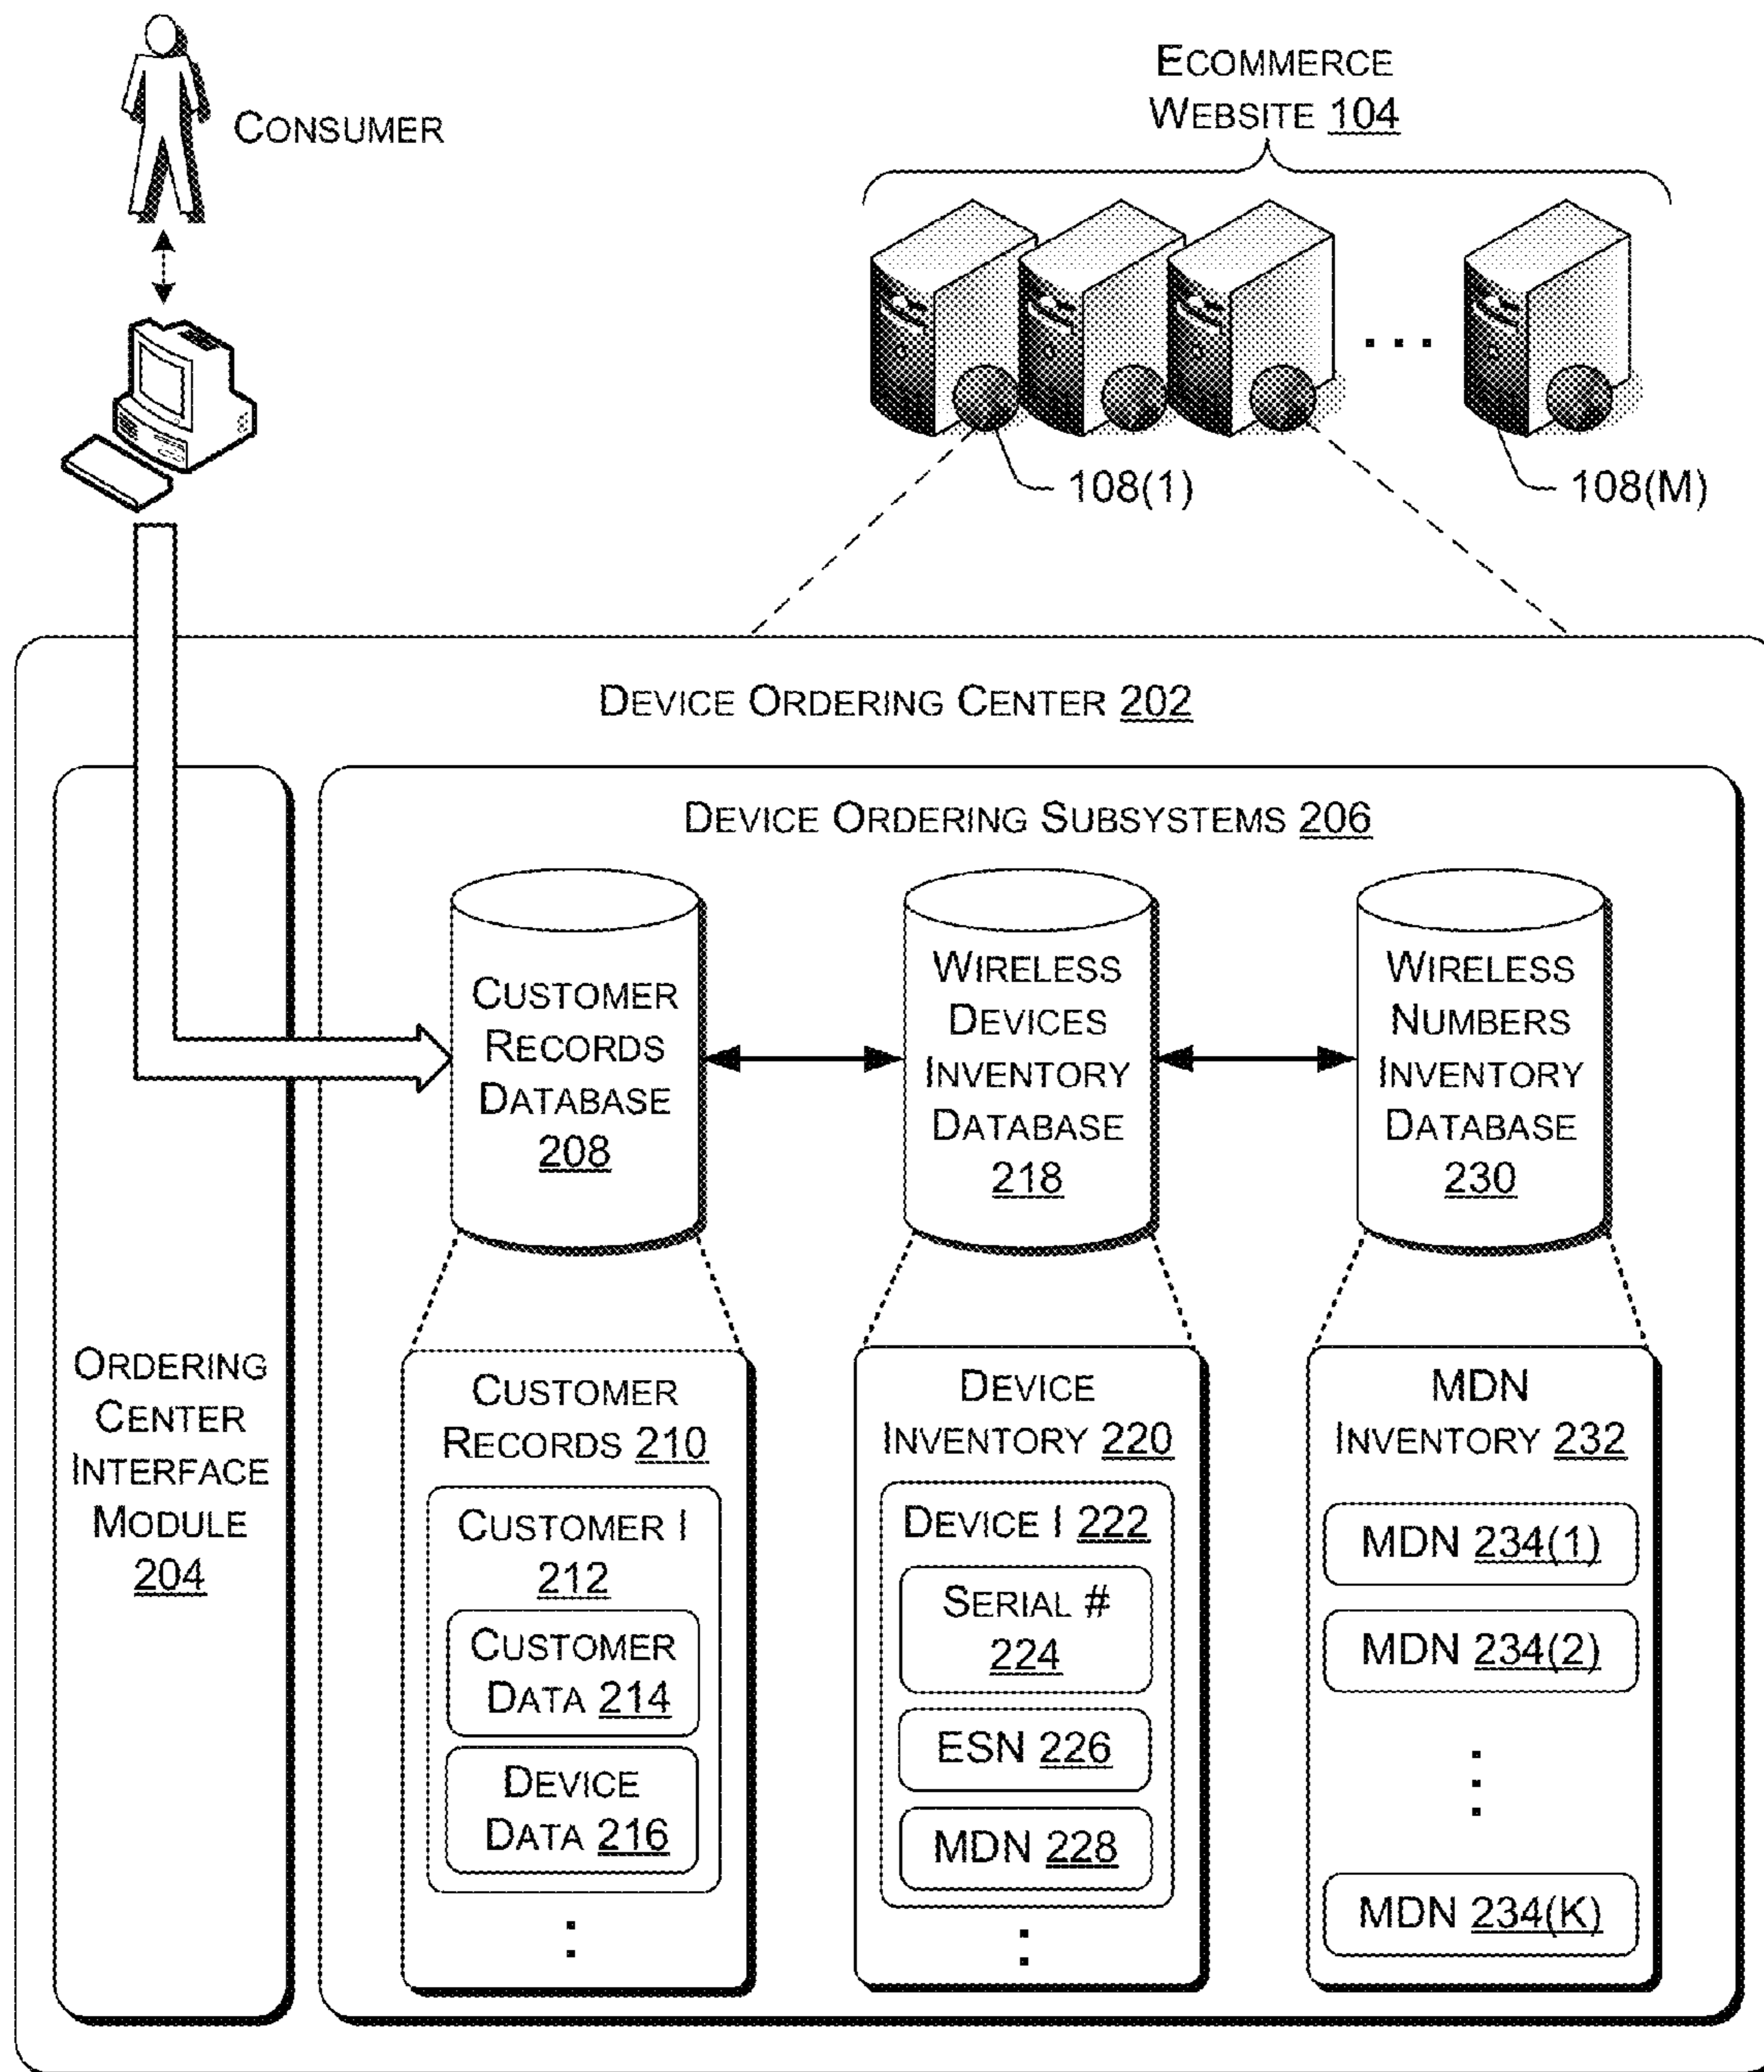 CONSUMER
ECOMMERCE
WEBSITE 104
...
108(1)
108(M)
DEVICE ORDERING CENTER 202
ORDERING
CENTER
INTERFACE
MODULE
204
DEVICE ORDERING SUBSYSTEMS 206
CUSTOMER
RECORDS
DATABASE
208
WIRELESS
DEVICES
INVENTORY
DATABASE
218
WIRELESS
NUMBERS
INVENTORY
DATABASE
230
CUSTOMER
RECORDS 210
CUSTOMER I
212
CUSTOMER
DATA 214
DEVICE
DATA 216
DEVICE
INVENTORY 220
DEVICE I 222
SERIAL #
224
ESN 226
MDN 228
MDN
INVENTORY 232
MDN 234(1)
MDN 234(2)
MDN 234(K)